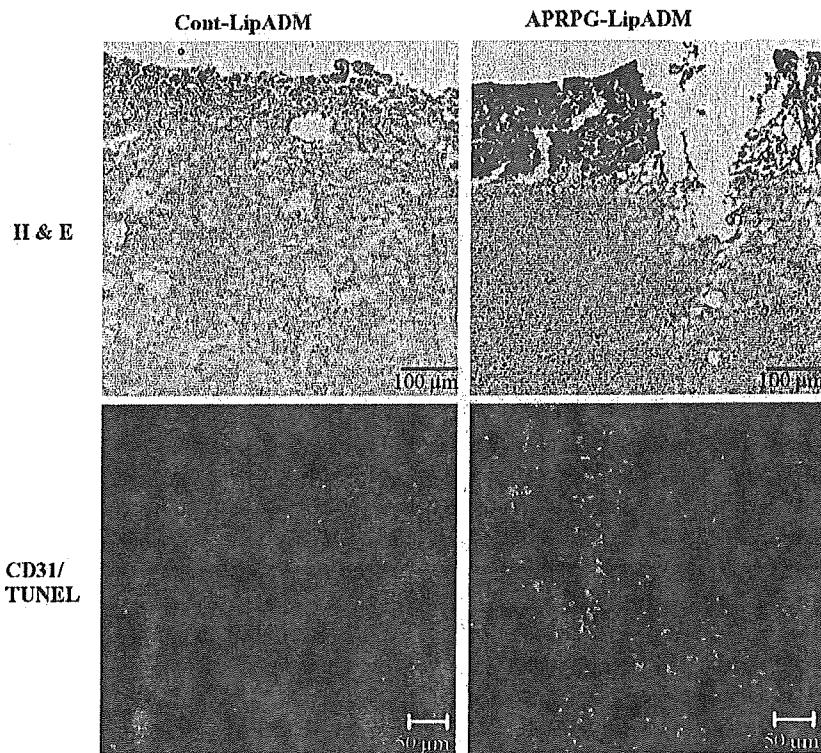 Cont-LipADM
APRPG-LipADM
H & E
100 µm
100 µm
CD31/
TUNEL
50 µm
50 µm